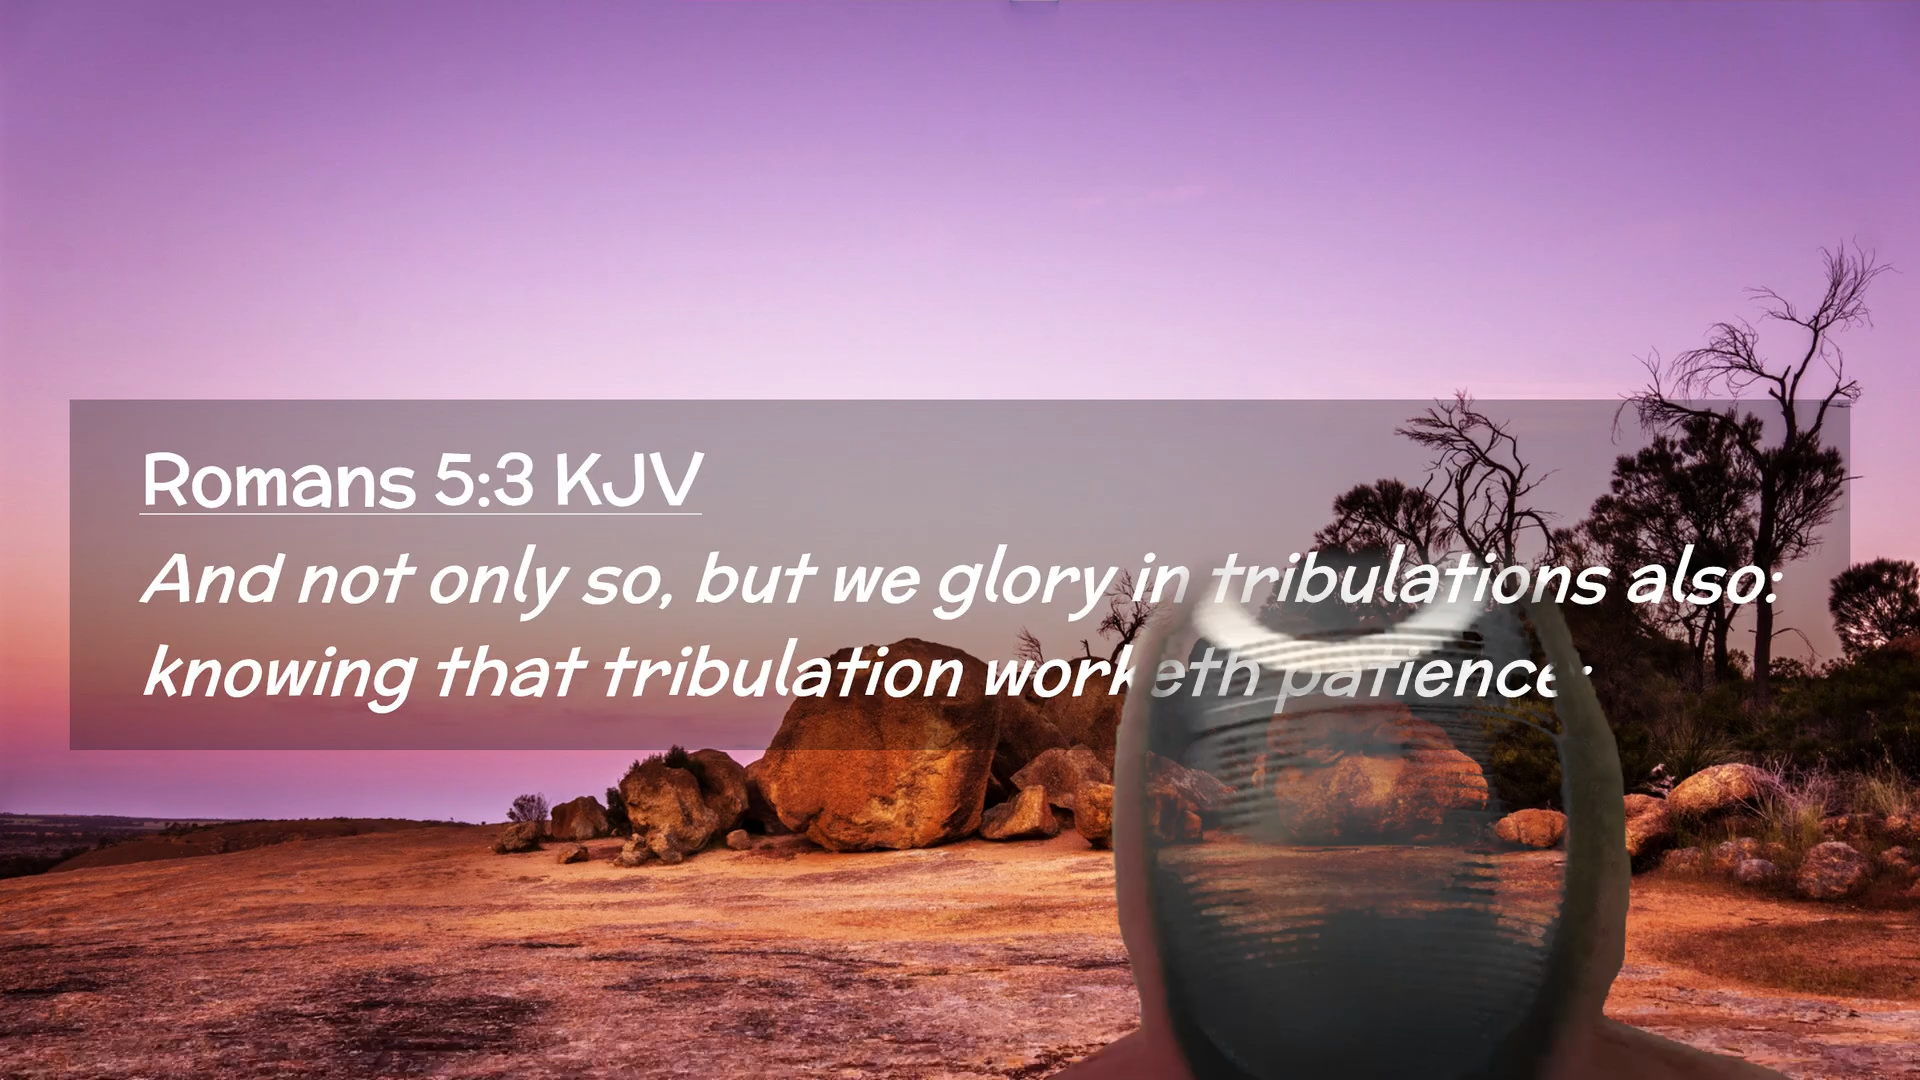 Romans 5:3 KJV
And not only so, but we glory in tribulations also:
knowing that tribulation worketh patience;